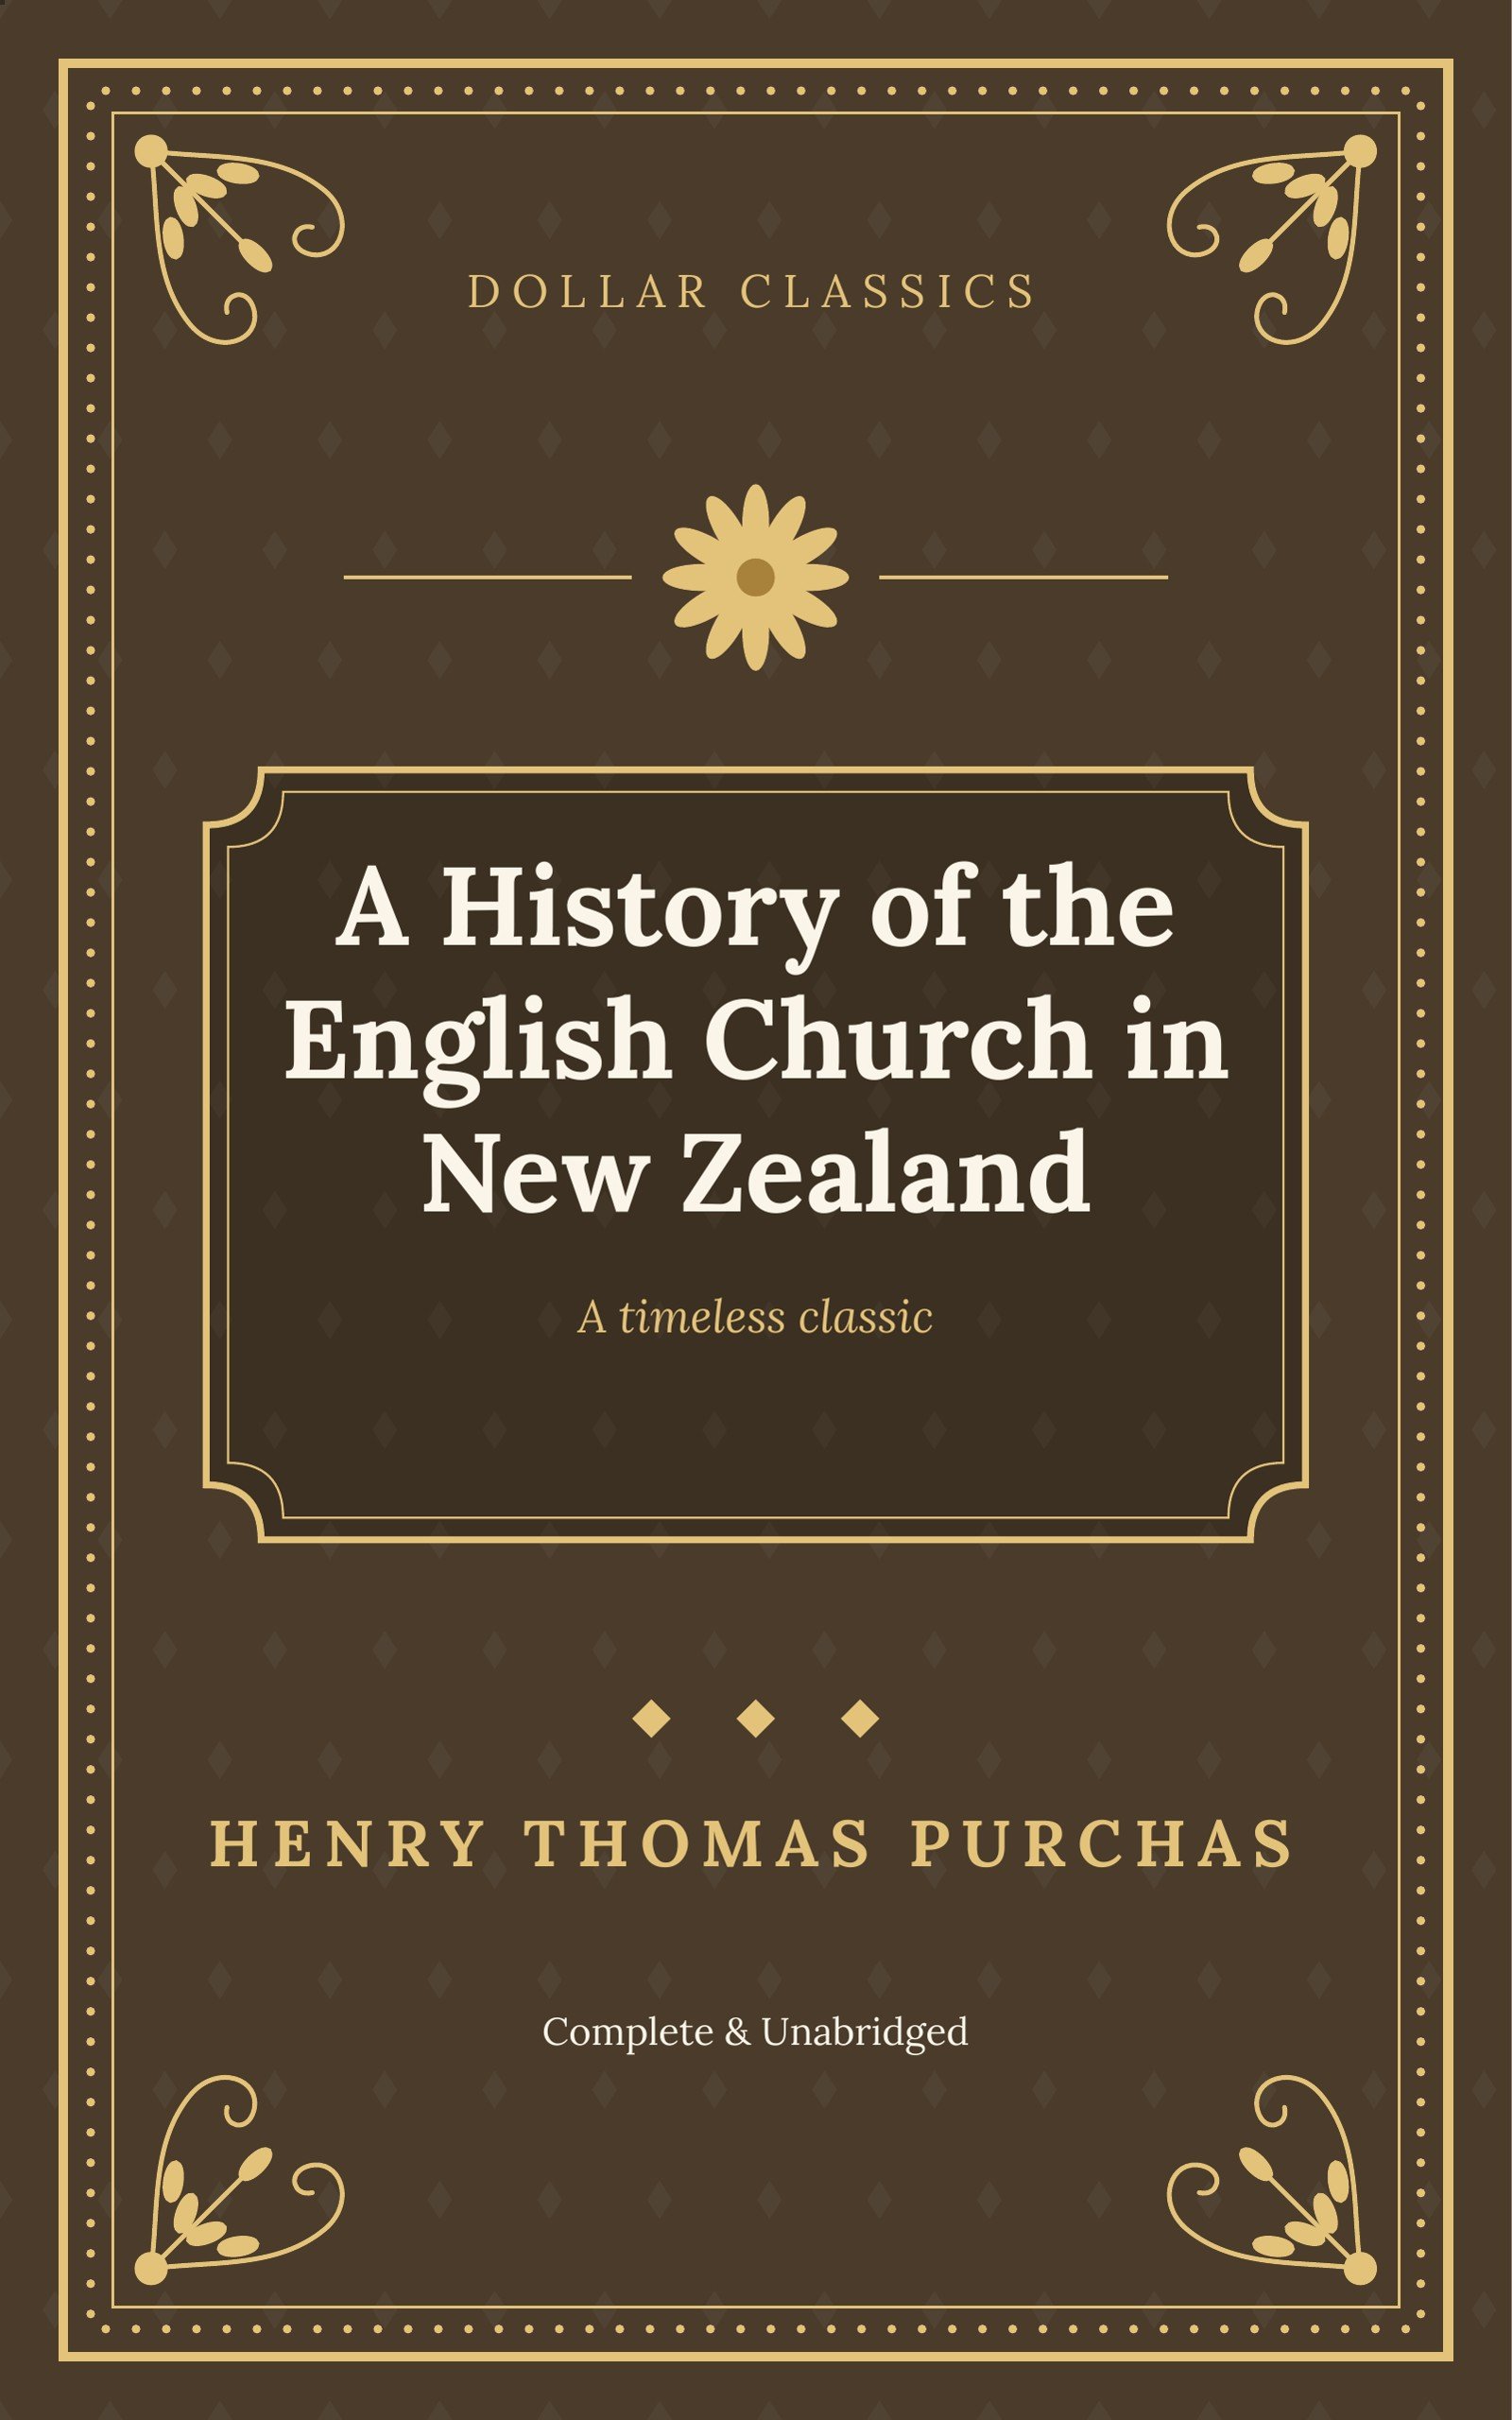 DOLLAR CLASSICS
A History of the
English Church in
New Zealand
A timeless classic
HENRY THOMAS PURCHAS
Complete & Unabridged